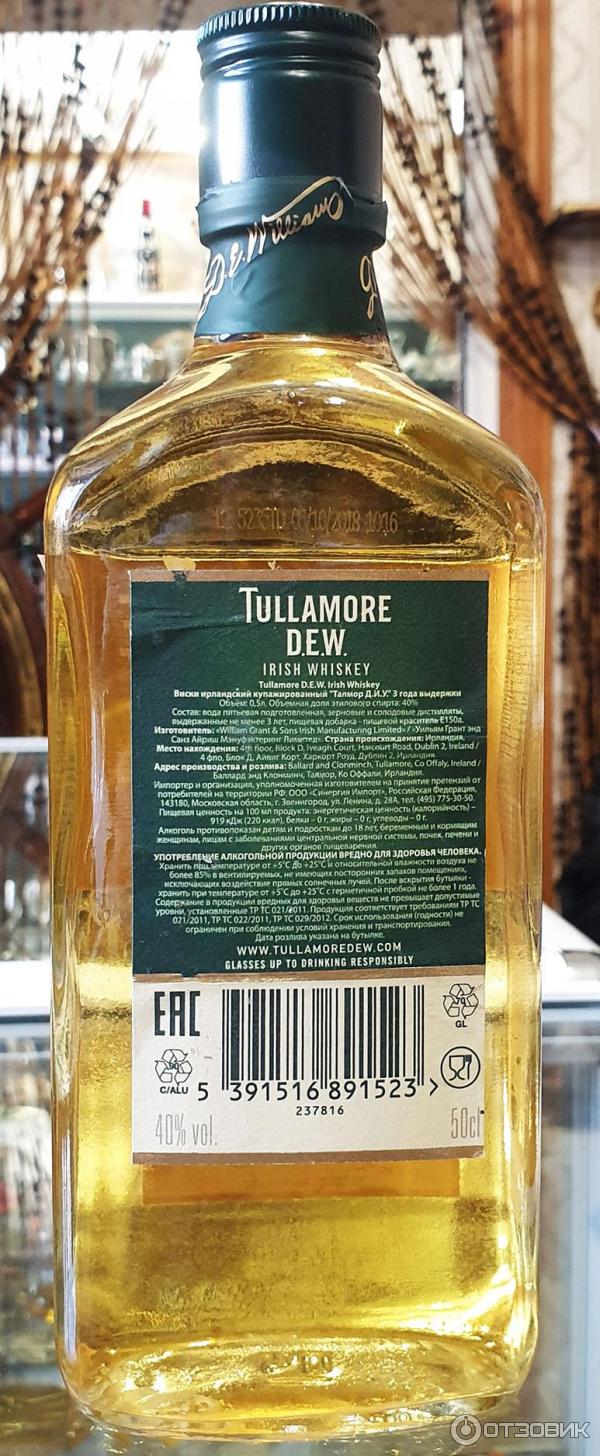 D.E. Williams
L2 5233TD 05/10/2018 1016
TULLAMORE
D.E.W.
IRISH WHISKEY
Tullamore D.E.W. Irish Whiskey
Виски ирландский купажированный "Талмор Д.И.У." 3 года выдержки
Объем: 0,5л. Объемная доля этилового спирта: 40%
Состав: вода питьевая подготовленная, зерновые и солодовые дистилляты,
выдержанные не менее 3 лет, пищевая добавка - пищевой краситель Е150а.
Изготовитель: «William Grant & Sons Irish Manufacturing Limited» / «Уильям Грант энд
Санз Айриш Мэнуфэктеринг Лимитед». Страна происхождения: Ирландия.
Место нахождения: 4th floor, Block D, Iveagh Court, Harcourt Road, Dublin 2, Ireland /
4 фло, Блок Д, Айвиг Корт, Харкорт Роуд, Дублин 2, Ирландия.
Адрес производства и розлива: Ballard and Clonminch, Tullamore, Co Offaly, Ireland /
Баллард энд Клонминч, Талмор, Ко Оффали, Ирландия.
Импортер и организация, уполномоченная изготовителем на принятие претензий от
потребителей на территории РФ: ООО «Синергия Импорт», Российская Федерация,
143180, Московская область, г. Звенигород, ул. Ленина, д. 28А, тел. (495) 775-30-50.
Пищевая ценность на 100 мл продукта: энергетическая ценность (калорийность) –
919 кДж (220 ккал), белки – 0 г, жиры – 0 г, углеводы – 0 г.
Алкоголь противопоказан детям и подросткам до 18 лет, беременным и кормящим
женщинам, лицам с заболеваниями центральной нервной системы, почек, печени и
других органов пищеварения.
УПОТРЕБЛЕНИЕ АЛКОГОЛЬНОЙ ПРОДУКЦИИ ВРЕДНО ДЛЯ ЗДОРОВЬЯ ЧЕЛОВЕКА.
Хранить при температуре от +5°С до +25°С и относительной влажности воздуха не
более 85% в вентилируемых, не имеющих посторонних запахов помещениях,
исключающих воздействие прямых солнечных лучей. После вскрытия бутылки –
хранить при температуре от +5°С до +25°С с герметичной пробкой не более 1 года.
Содержание в продукции вредных для здоровья веществ не превышает допустимые
уровни, установленные ТР ТС 021/2011. Продукция соответствует требованиям ТР ТС
021/2011, ТР ТС 022/2011, ТР ТС 029/2012. Срок использования (годности) не
ограничен при соблюдении условий хранения и транспортирования.
Дата розлива указана на бутылке.
WWW.TULLAMOREDEW.COM
GLASSES UP TO DRINKING RESPONSIBLY
EAC
70
GL
90
C/ALU
5 391516 891523 >
237816
40% vol.
50cl
ОТЗОВИК